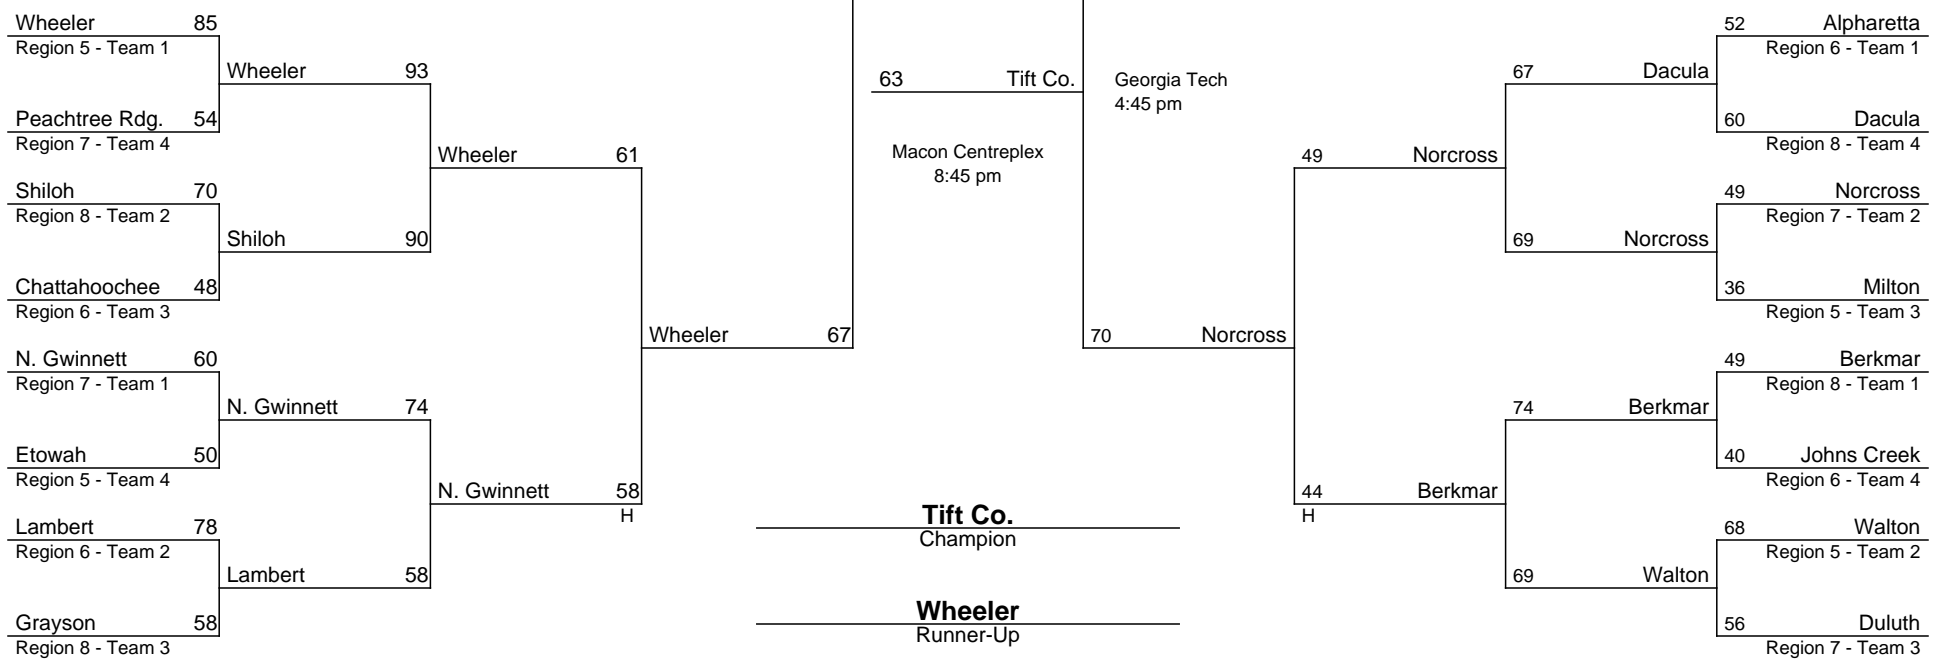 Wheeler 85
Region 5 - Team 1
Wheeler 93
Peachtree Rdg. 54
Region 7 - Team 4
Wheeler 61
Shiloh 70
Region 8 - Team 2
Shiloh 90
Chattahoochee 48
Region 6 - Team 3
Wheeler 67
N. Gwinnett 60
Region 7 - Team 1
N. Gwinnett 74
Etowah 50
Region 5 - Team 4
N. Gwinnett 58
H
Lambert 78
Region 6 - Team 2
Lambert 58
Grayson 58
Region 8 - Team 3
63 Tift Co.
Macon Centreplex
8:45 pm
Georgia Tech
4:45 pm
Tift Co.
Champion
Wheeler
Runner-Up
52 Alpharetta
Region 6 - Team 1
67 Dacula
60 Dacula
Region 8 - Team 4
49 Norcross
49 Norcross
Region 7 - Team 2
69 Norcross
36 Milton
Region 5 - Team 3
70 Norcross
49 Berkmar
Region 8 - Team 1
74 Berkmar
40 Johns Creek
Region 6 - Team 4
44 Berkmar
H
68 Walton
Region 5 - Team 2
69 Walton
56 Duluth
Region 7 - Team 3